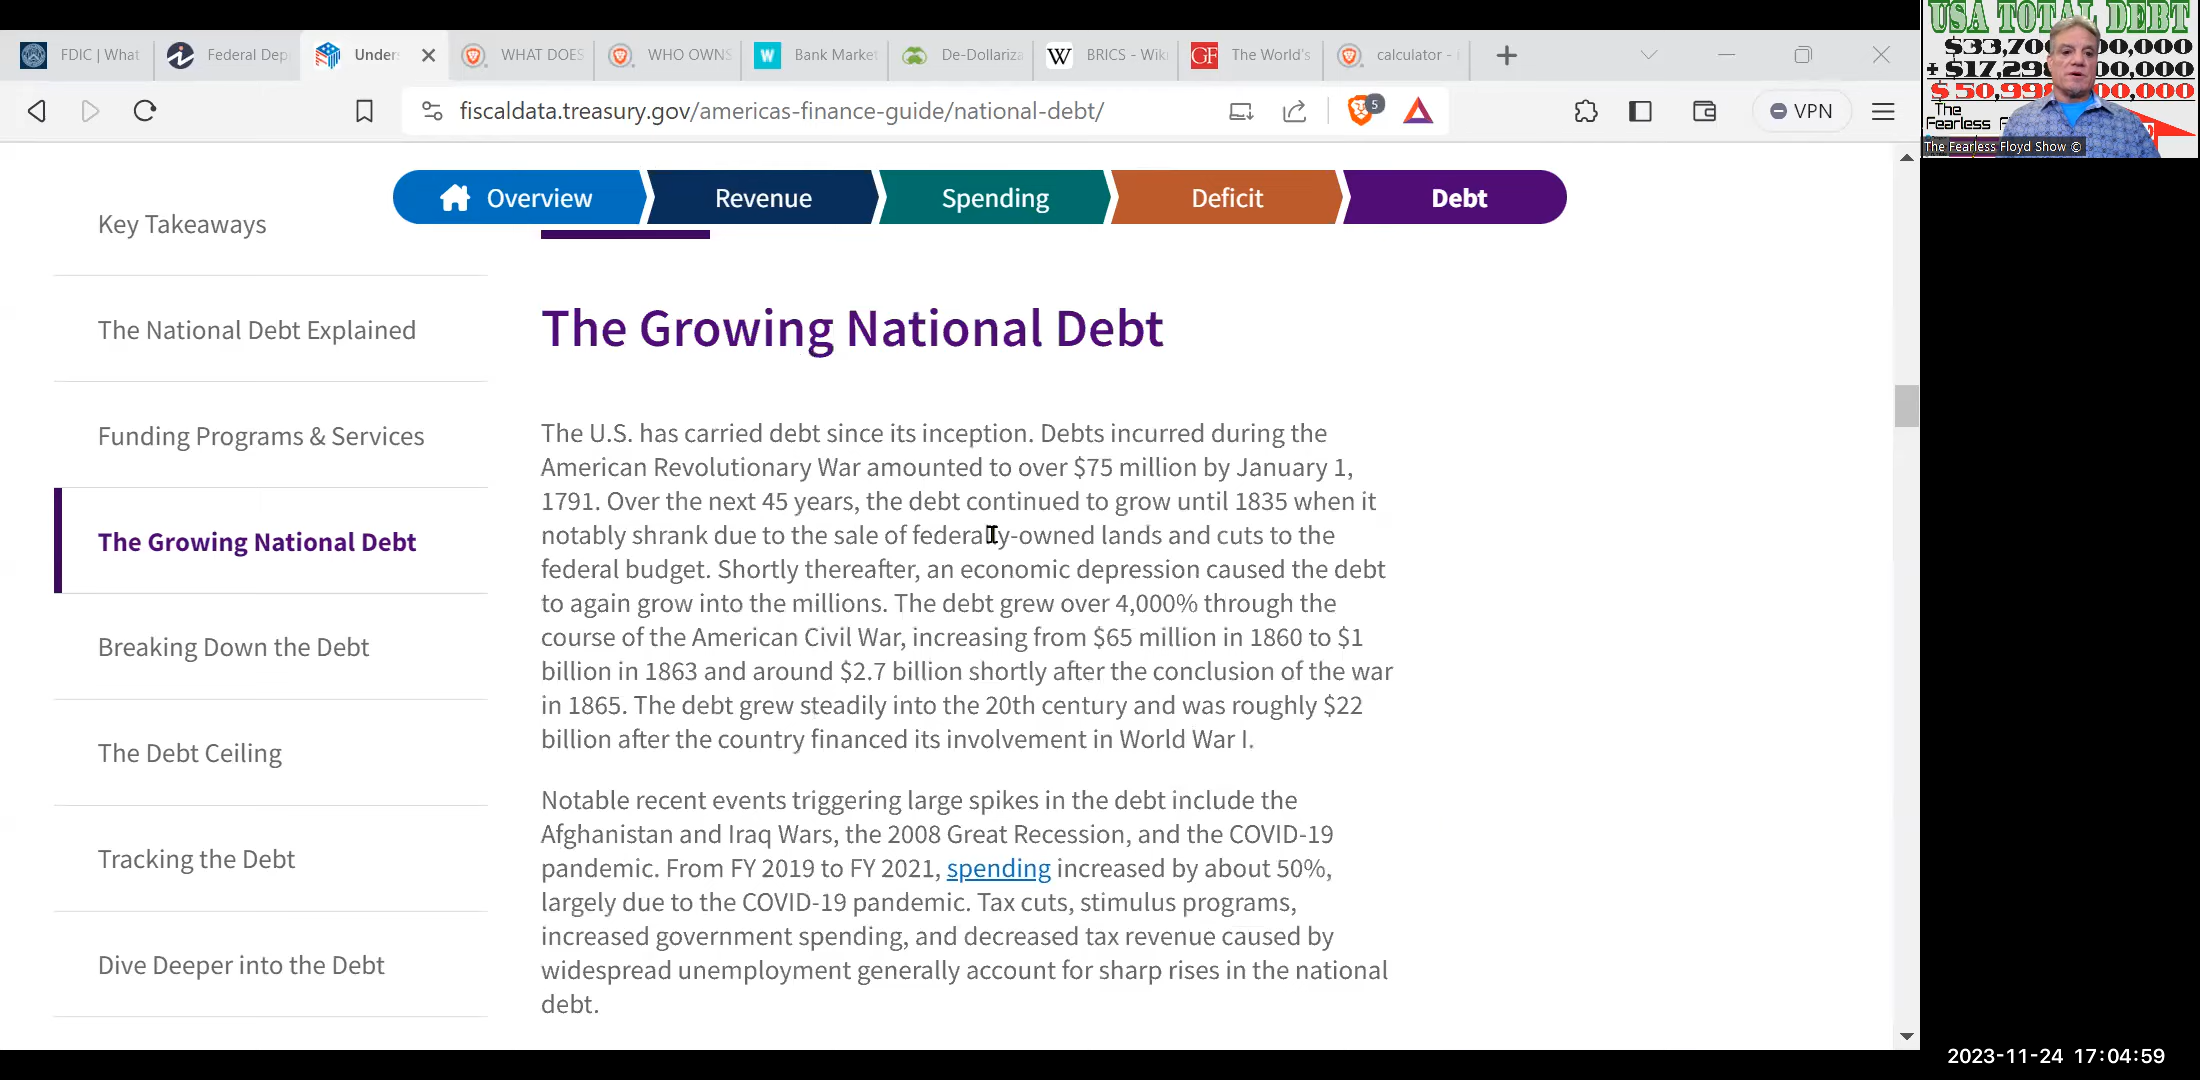 FDIC | What
Federal Dep
Unders
WHAT DOES
WHO OWNS
Bank Market
De-Dollariza
BRICS - Wiki
The World's
calculator -
fiscaldata.treasury.gov/americas-finance-guide/national-debt/
5
VPN
Overview
Revenue
Spending
Deficit
Debt
Key Takeaways
The National Debt Explained
Funding Programs & Services
The Growing National Debt
Breaking Down the Debt
The Debt Ceiling
Tracking the Debt
Dive Deeper into the Debt
The Growing National Debt
The U.S. has carried debt since its inception. Debts incurred during the
American Revolutionary War amounted to over $75 million by January 1,
1791. Over the next 45 years, the debt continued to grow until 1835 when it
notably shrank due to the sale of federally-owned lands and cuts to the
federal budget. Shortly thereafter, an economic depression caused the debt
to again grow into the millions. The debt grew over 4,000% through the
course of the American Civil War, increasing from $65 million in 1860 to $1
billion in 1863 and around $2.7 billion shortly after the conclusion of the war
in 1865. The debt grew steadily into the 20th century and was roughly $22
billion after the country financed its involvement in World War I.
Notable recent events triggering large spikes in the debt include the
Afghanistan and Iraq Wars, the 2008 Great Recession, and the COVID-19
pandemic. From FY 2019 to FY 2021, spending increased by about 50%,
largely due to the COVID-19 pandemic. Tax cuts, stimulus programs,
increased government spending, and decreased tax revenue caused by
widespread unemployment generally account for sharp rises in the national
debt.
USA TOTAL DEBT
The
Fearless
The Fearless Floyd Show ©
2023-11-24 17:04:59